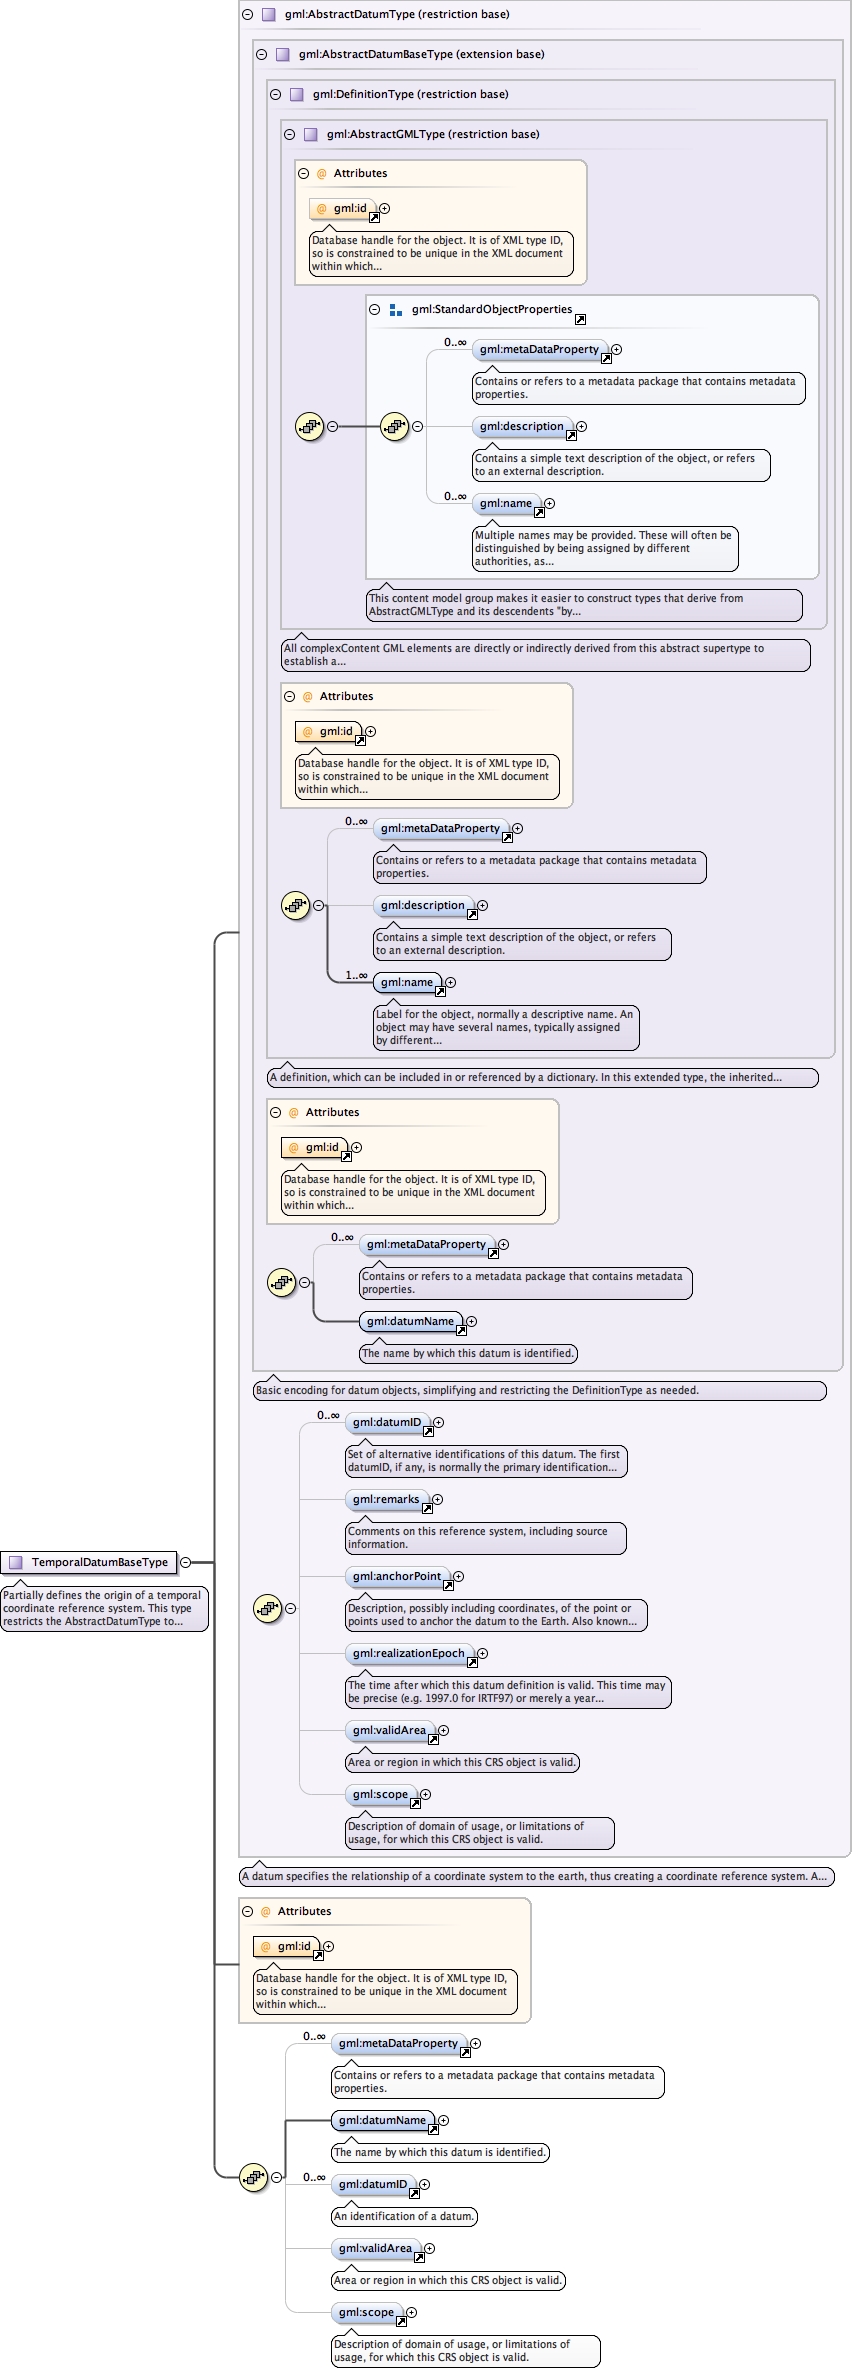 gml:AbstractDatumType (restriction base)
gml:AbstractDatumBaseType (extension base)
gml:DefinitionType (restriction base)
gml:AbstractGMLType (restriction base)
@ Attributes
@ gml:id
Database handle for the object. It is of XML type ID,
so is constrained to be unique in the XML document
within which...
gml:StandardObjectProperties
0..∞
gml:metaDataProperty
Contains or refers to a metadata package that contains metadata
properties.
gml:description
Contains a simple text description of the object, or refers
to an external description.
0..∞
gml:name
Multiple names may be provided. These will often be
distinguished by being assigned by different
authorities, as...
This content model group makes it easier to construct types that derive from
AbstractGMLType and its descendents "by...
All complexContent GML elements are directly or indirectly derived from this abstract supertype to
establish a...
@ Attributes
@ gml:id
Database handle for the object. It is of XML type ID,
so is constrained to be unique in the XML document
within which...
0..∞
gml:metaDataProperty
Contains or refers to a metadata package that contains metadata
properties.
gml:description
Contains a simple text description of the object, or refers
to an external description.
1..∞
gml:name
Label for the object, normally a descriptive name. An
object may have several names, typically assigned
by different...
A definition, which can be included in or referenced by a dictionary. In this extended type, the inherited...
@ Attributes
@ gml:id
Database handle for the object. It is of XML type ID,
so is constrained to be unique in the XML document
within which...
0..∞
gml:metaDataProperty
Contains or refers to a metadata package that contains metadata
properties.
gml:datumName
The name by which this datum is identified.
Basic encoding for datum objects, simplifying and restricting the DefinitionType as needed.
0..∞
gml:datumID
Set of alternative identifications of this datum. The first
datumID, if any, is normally the primary identification...
gml:remarks
Comments on this reference system, including source
information.
TemporalDatumBaseType
Partially defines the origin of a temporal
coordinate reference system. This type
restricts the AbstractDatumType to...
gml:anchorPoint
Description, possibly including coordinates, of the point or
points used to anchor the datum to the Earth. Also known...
gml:realizationEpoch
The time after which this datum definition is valid. This time may
be precise (e.g. 1997.0 for IRTF97) or merely a year...
gml:validArea
Area or region in which this CRS object is valid.
gml:scope
Description of domain of usage, or limitations of
usage, for which this CRS object is valid.
A datum specifies the relationship of a coordinate system to the earth, thus creating a coordinate reference system. A...
@ Attributes
@ gml:id
Database handle for the object. It is of XML type ID,
so is constrained to be unique in the XML document
within which...
0..∞
gml:metaDataProperty
Contains or refers to a metadata package that contains metadata
properties.
gml:datumName
The name by which this datum is identified.
0..∞
gml:datumID
An identification of a datum.
gml:validArea
Area or region in which this CRS object is valid.
gml:scope
Description of domain of usage, or limitations of
usage, for which this CRS object is valid.